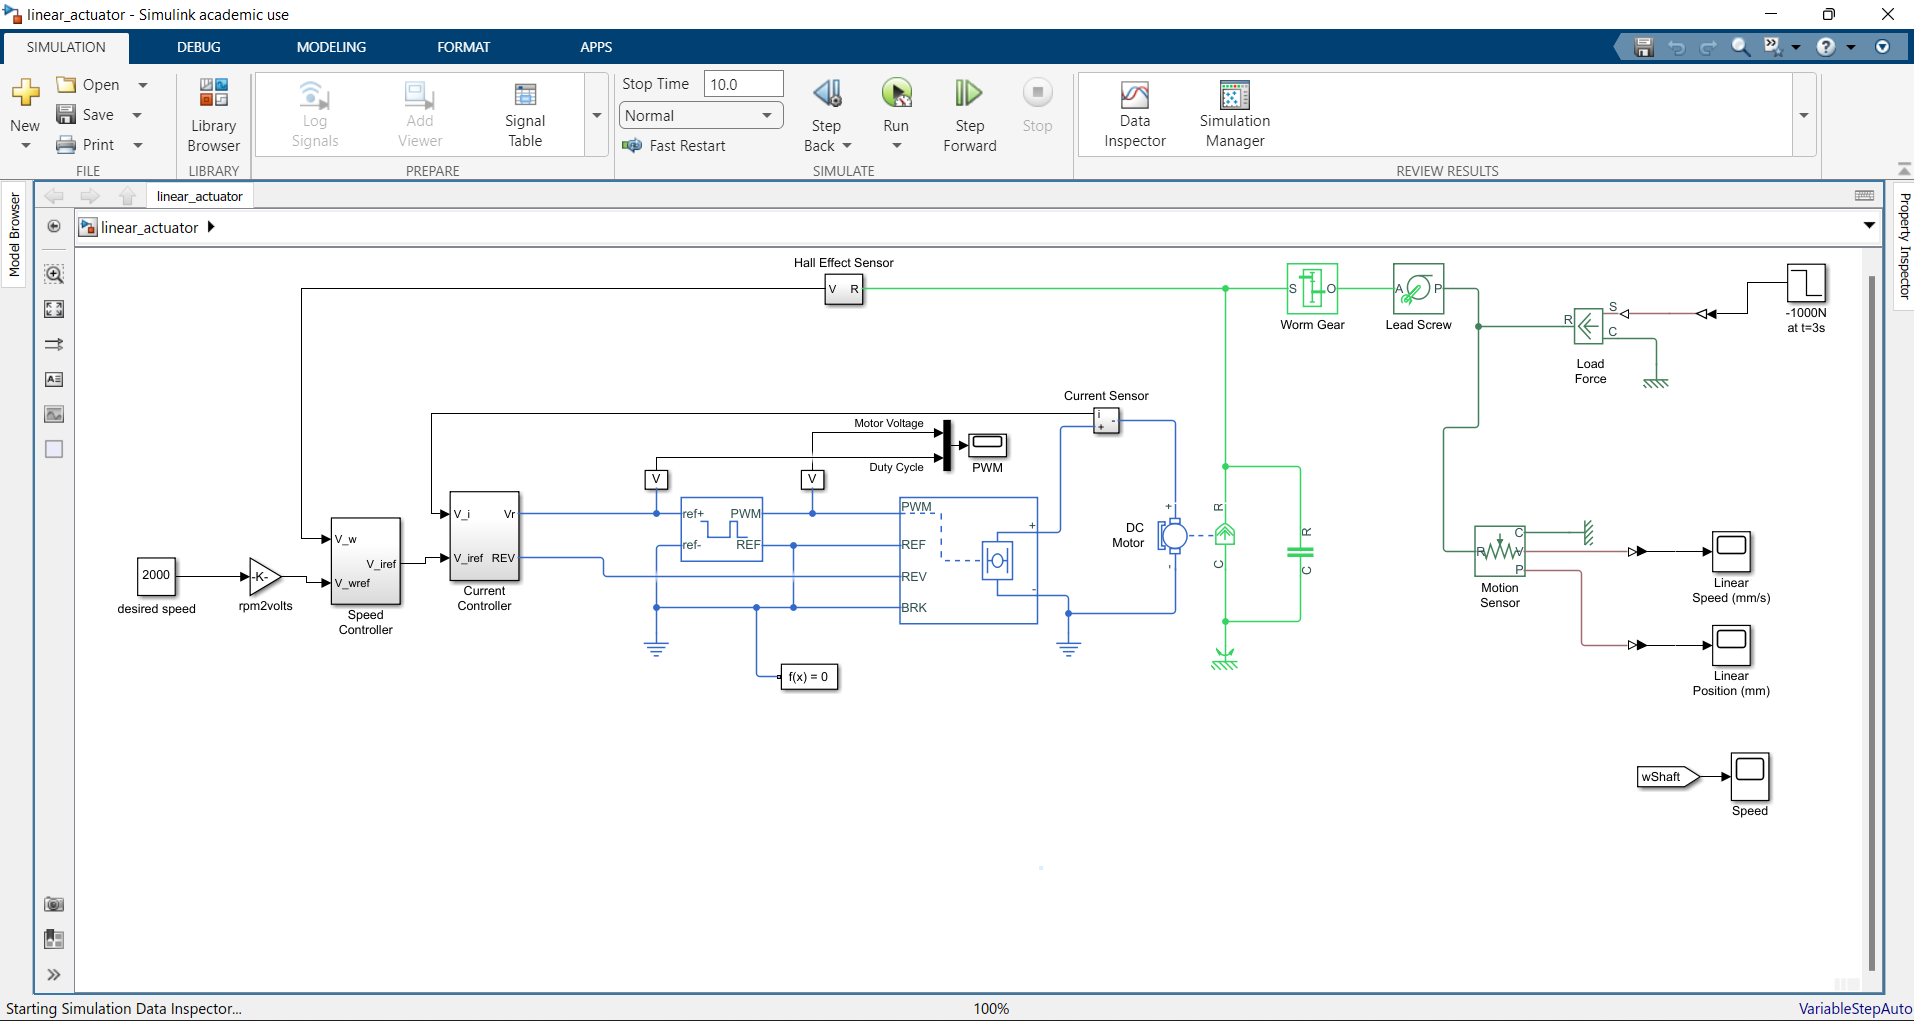 linear_actuator - Simulink academic use
SIMULATION DEBUG MODELING FORMAT APPS
New
Open
Save
Print
FILE
Library
Browser
LIBRARY
Log
Signals
Add
Viewer
Signal
Table
PREPARE
Stop Time 10.0
Normal
Fast Restart
Step
Back
Run
Step
Forward
Stop
SIMULATE
Data
Inspector
Simulation
Manager
REVIEW RESULTS
Model Browser
Property Inspector
linear_actuator
linear_actuator
Hall Effect Sensor
V R
S O
Worm Gear
A P
Lead Screw
R S C
Load
Force
-1000N
at t=3s
Current Sensor
i
+ -
Motor Voltage
Duty Cycle
PWM
V
V
2000
desired speed
-K-
rpm2volts
V_w
V_iref
V_wref
Speed
Controller
V_i Vr
V_iref REV
Current
Controller
ref+ PWM
ref- REF
PWM
REF
REV
BRK
+
-
f(x) = 0
DC
Motor
+
-
R
C
R
C
C
R V
P
Motion
Sensor
Linear
Speed (mm/s)
Linear
Position (mm)
wShaft
Speed
Starting Simulation Data Inspector...
100%
VariableStepAuto